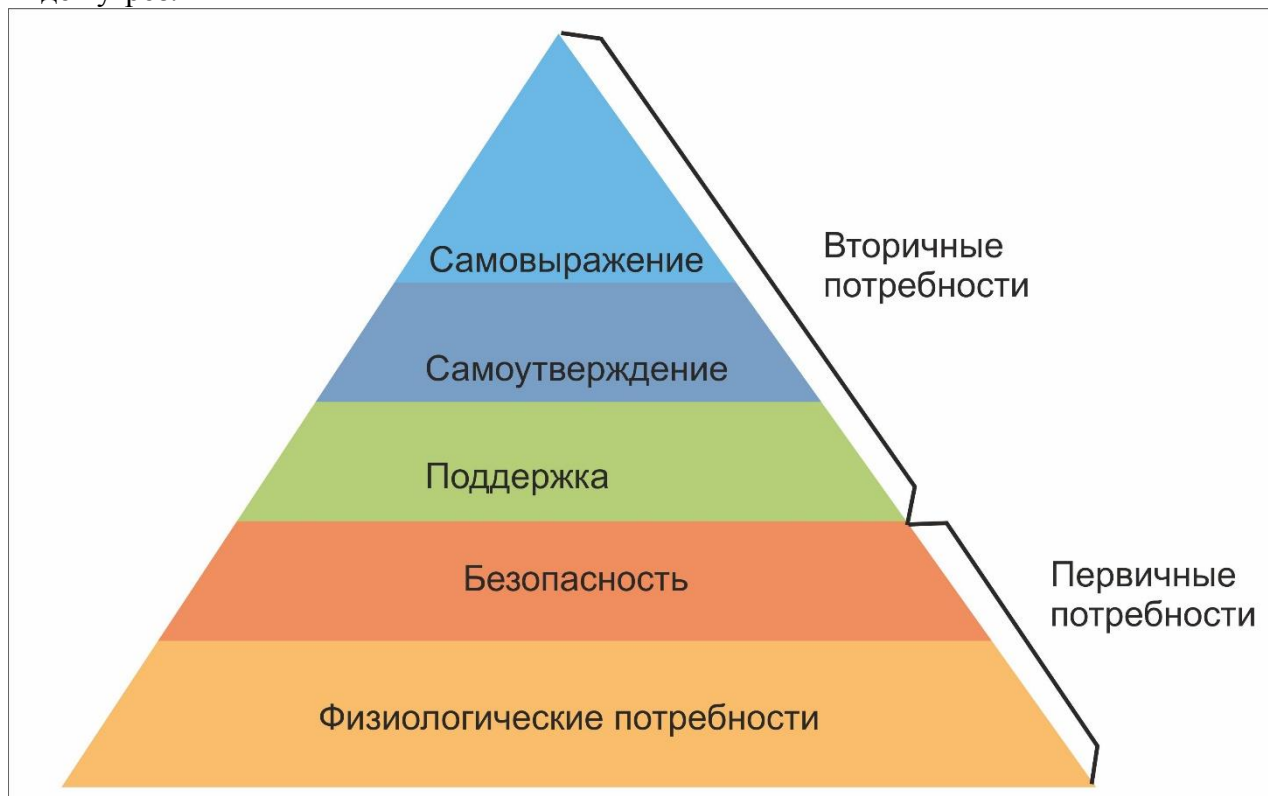 Самовыражение
Вторичные
потребности
Самоутверждение
Поддержка
Безопасность
Первичные
потребности
Физиологические потребности